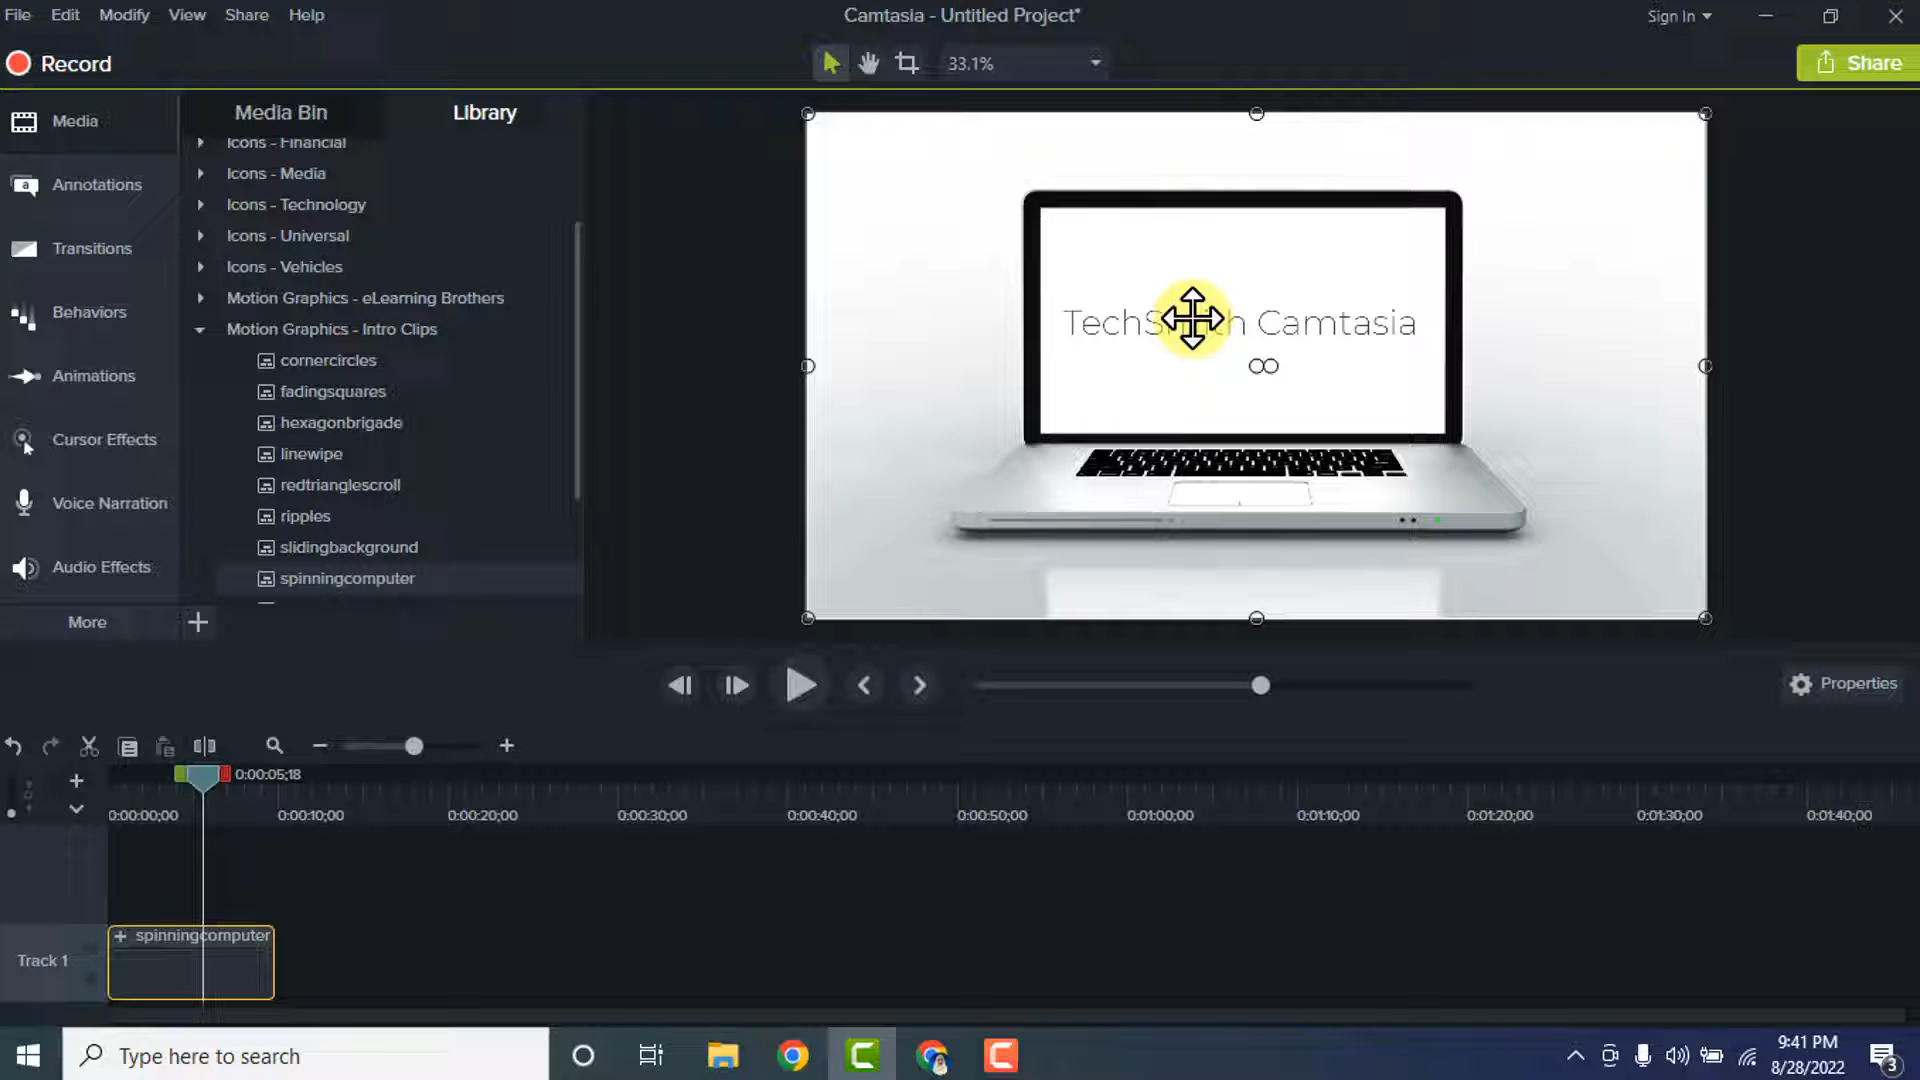 File Edit Modify View Share Help
Camtasia - Untitled Project*
Sign In
Record
33.1%
Share
Media
Annotations
Transitions
Behaviors
Animations
Cursor Effects
Voice Narration
Audio Effects
More
Media Bin Library
Icons - Financial
Icons - Media
Icons - Technology
Icons - Universal
Icons - Vehicles
Motion Graphics - eLearning Brothers
Motion Graphics - Intro Clips
cornercircles
fadingsquares
hexagonbrigade
linewipe
redtrianglescroll
ripples
slidingbackground
spinningcomputer
TechSmith Camtasia
Properties
0:00:05;18
0:00:00;00 0:00:10;00 0:00:20;00 0:00:30;00 0:00:40;00 0:00:50;00 0:01:00;00 0:01:10;00 0:01:20;00 0:01:30;00 0:01:40;00
spinningcomputer
Track 1
Type here to search
9:41 PM
8/28/2022
3